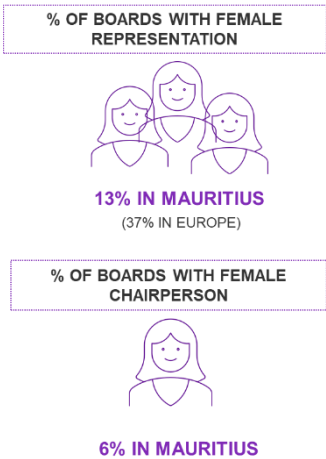 % OF BOARDS WITH FEMALE
REPRESENTATION
13% IN MAURITIUS
(37% IN EUROPE)
% OF BOARDS WITH FEMALE
CHAIRPERSON
6% IN MAURITIUS